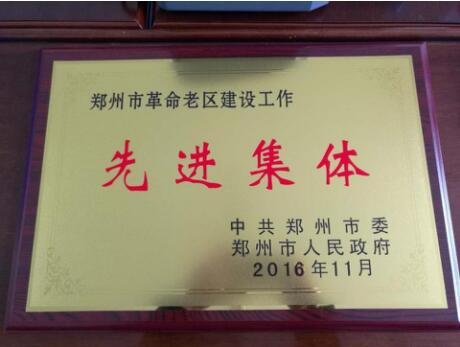 郑州市革命老区建设工作
先进集体
中共郑州市委
郑州市人民政府
2016年11月